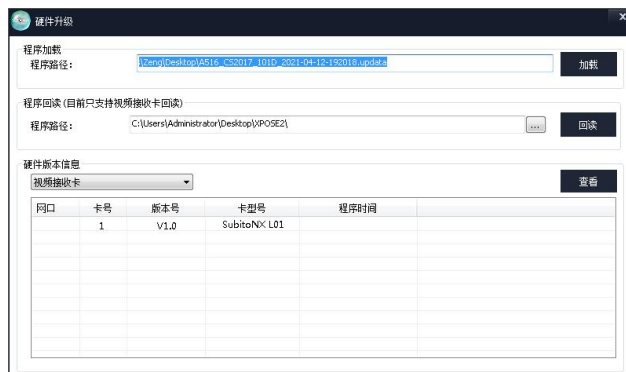 硬件升级
x
程序加载
程序路径：
:\Zeng\Desktop\A516_CS2017_101D_2021-04-12-192018.updata
加载
程序回读(目前只支持视频接收卡回读)
程序路径：
C:\Users\Administrator\Desktop\XPOSE2\
...
回读
硬件版本信息
视频接收卡
查看
网口 卡号 版本号 卡型号 程序时间
1 V1.0 SubitoNX L01